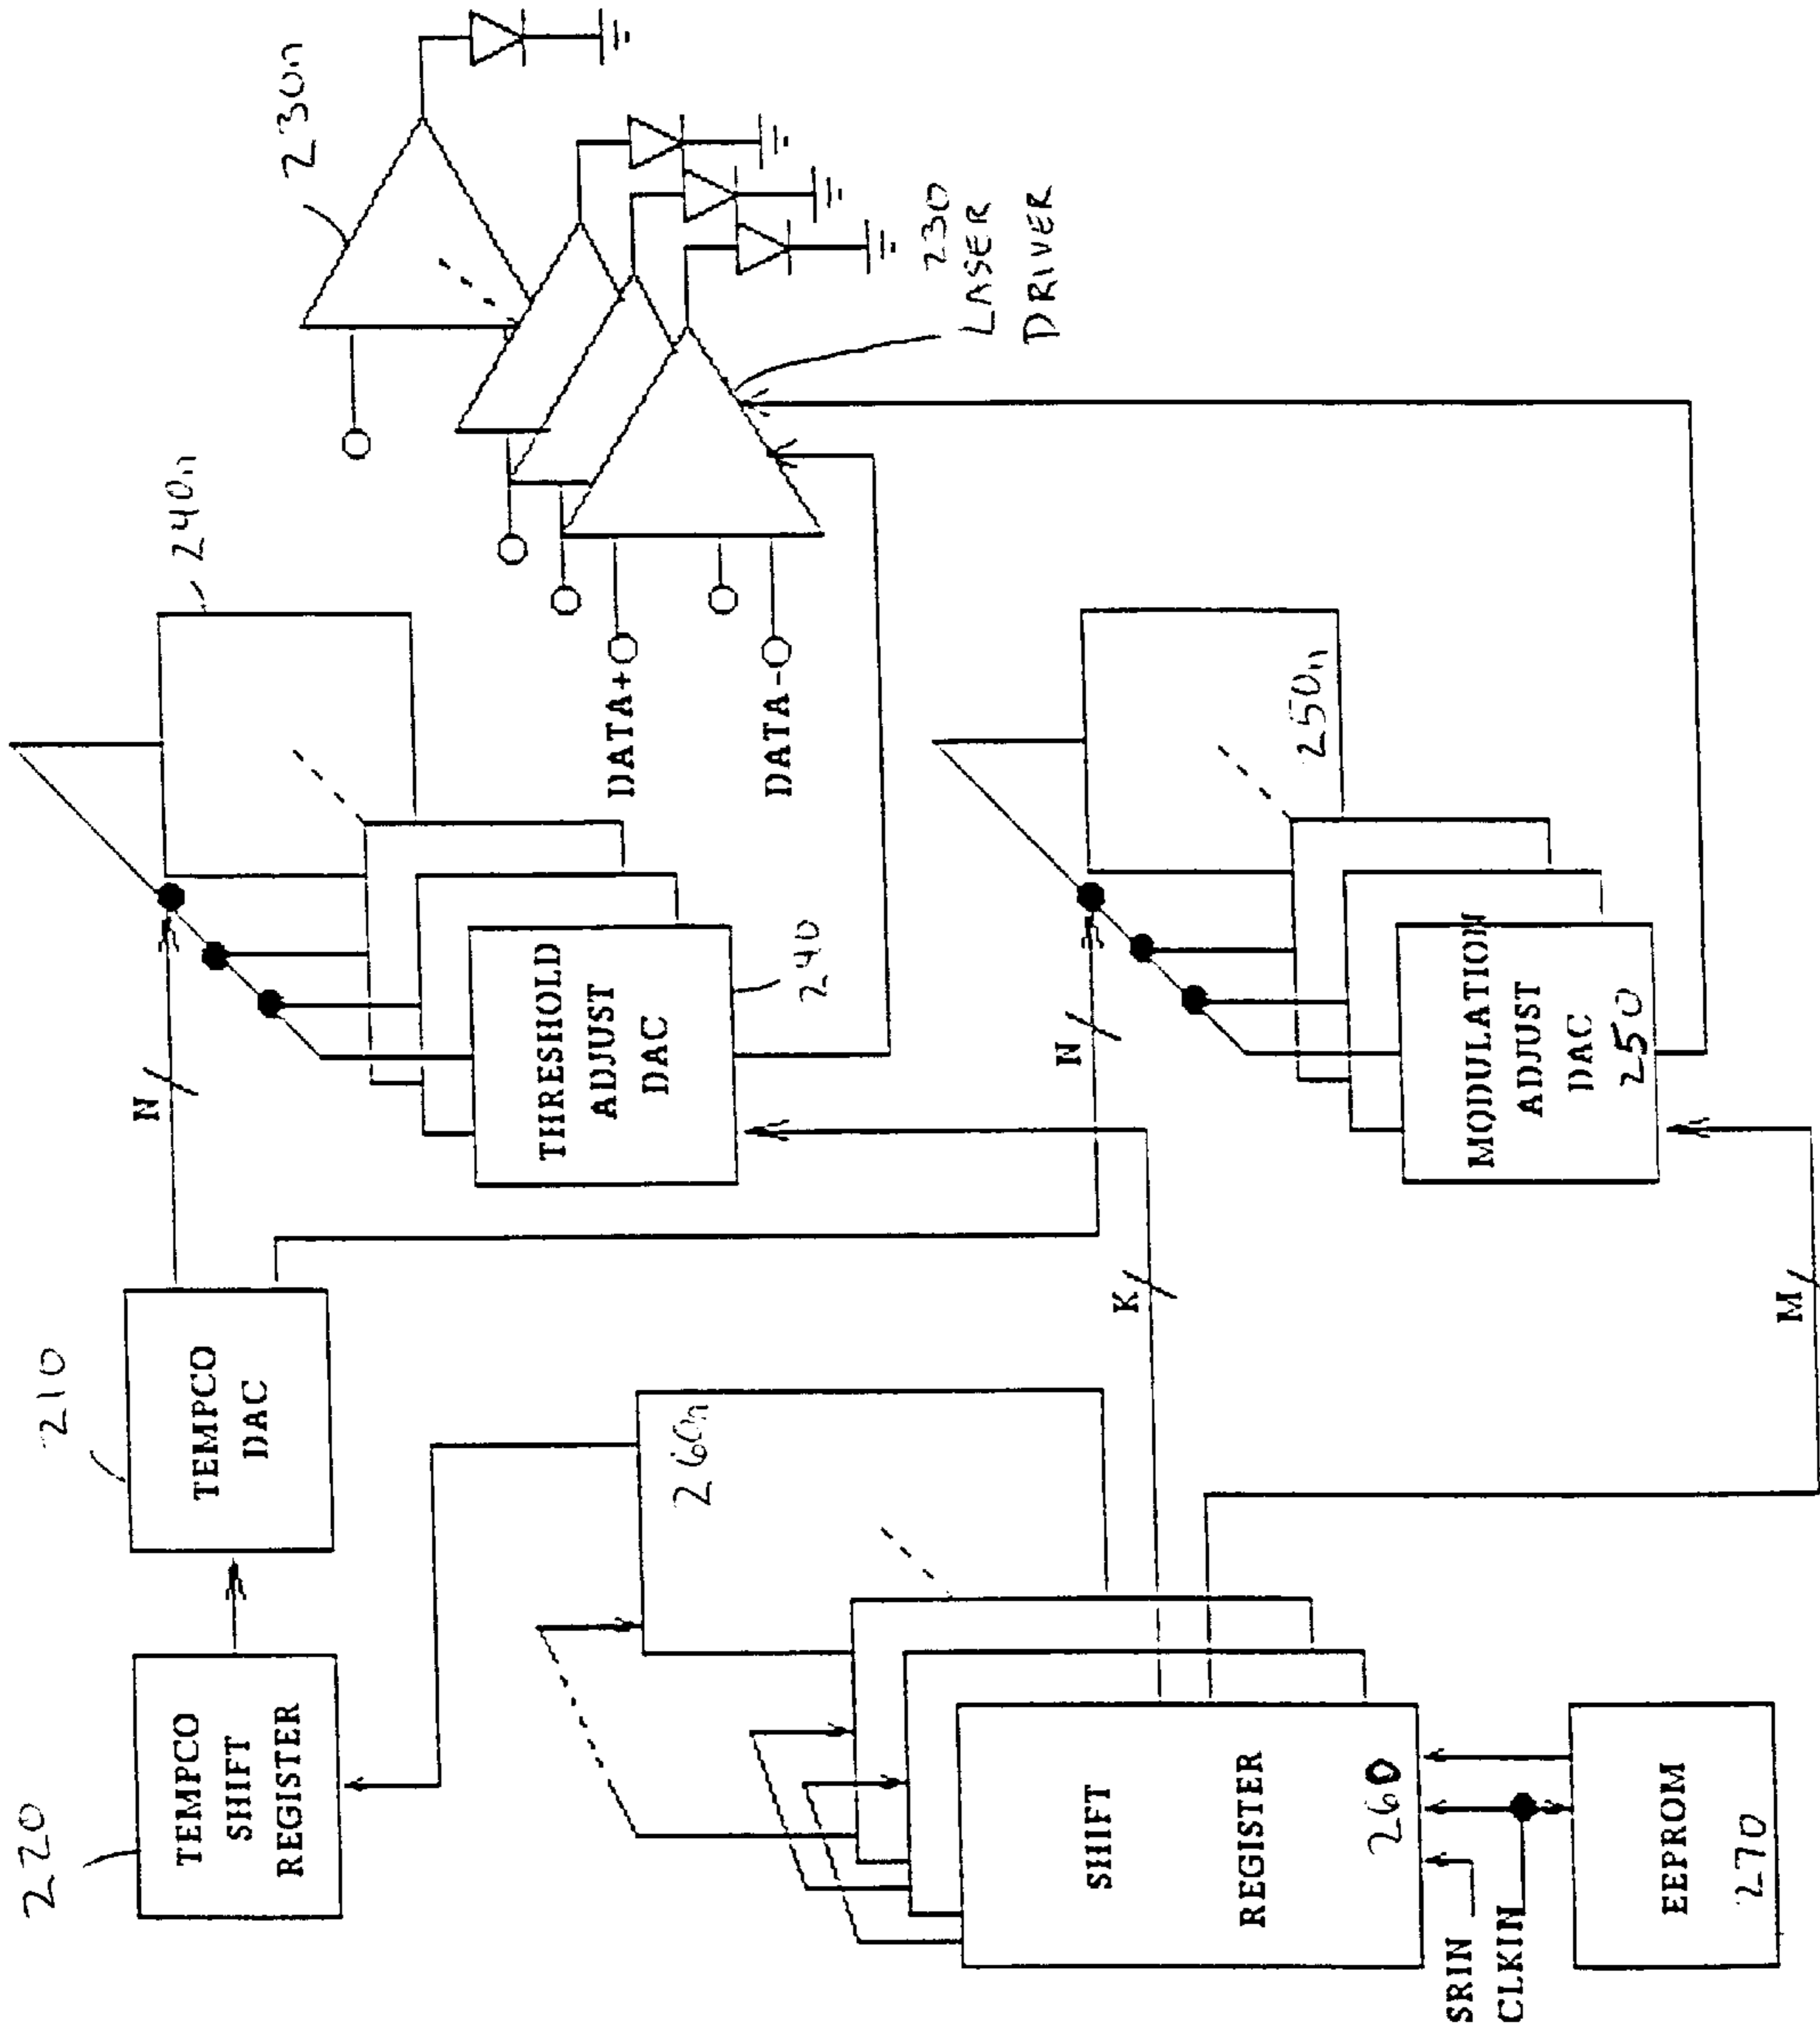 220
TEMPCO
SHIFT
REGISTER
210
TEMPCO
DAC
N
240n
THRESHOLD
ADJUST
DAC
240
230n
DATA+
DATA-
230
LASER
DRIVER
260n
SHIFT
REGISTER
260
K
N
250n
MODULATION
ADJUST
DAC
250
SRIN
CLKIN
EEPROM
270
M